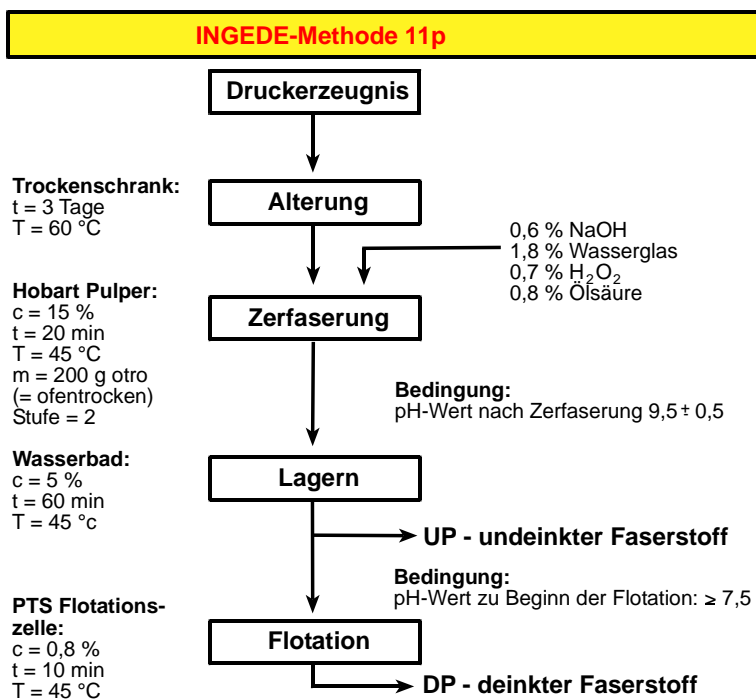 INGEDE-Methode 11p
Druckerzeugnis
Trockenschrank:
t = 3 Tage
T = 60 °C
Alterung
0,6 % NaOH
1,8 % Wasserglas
0,7 % H₂O₂
0,8 % Ölsäure
Hobart Pulper:
c = 15 %
t = 20 min
T = 45 °C
m = 200 g otro
(= ofentrocken)
Stufe = 2
Zerfaserung
Bedingung:
pH-Wert nach Zerfaserung 9,5 ± 0,5
Wasserbad:
c = 5 %
t = 60 min
T = 45 °c
Lagern
UP - undeinkter Faserstoff
Bedingung:
pH-Wert zu Beginn der Flotation: ≥ 7,5
PTS Flotations-
zelle:
c = 0,8 %
t = 10 min
T = 45 °C
Flotation
DP - deinkter Faserstoff